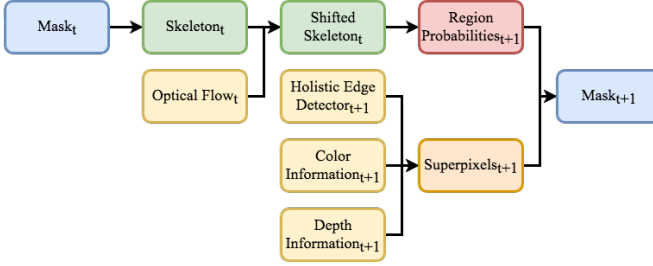 Mask_t
Skeleton_t
Shifted
Skeleton_t
Region
Probabilities_t+1
Optical Flow_t
Holistic Edge
Detector_t+1
Mask_t+1
Color
Information_t+1
Superpixels_t+1
Depth
Information_t+1